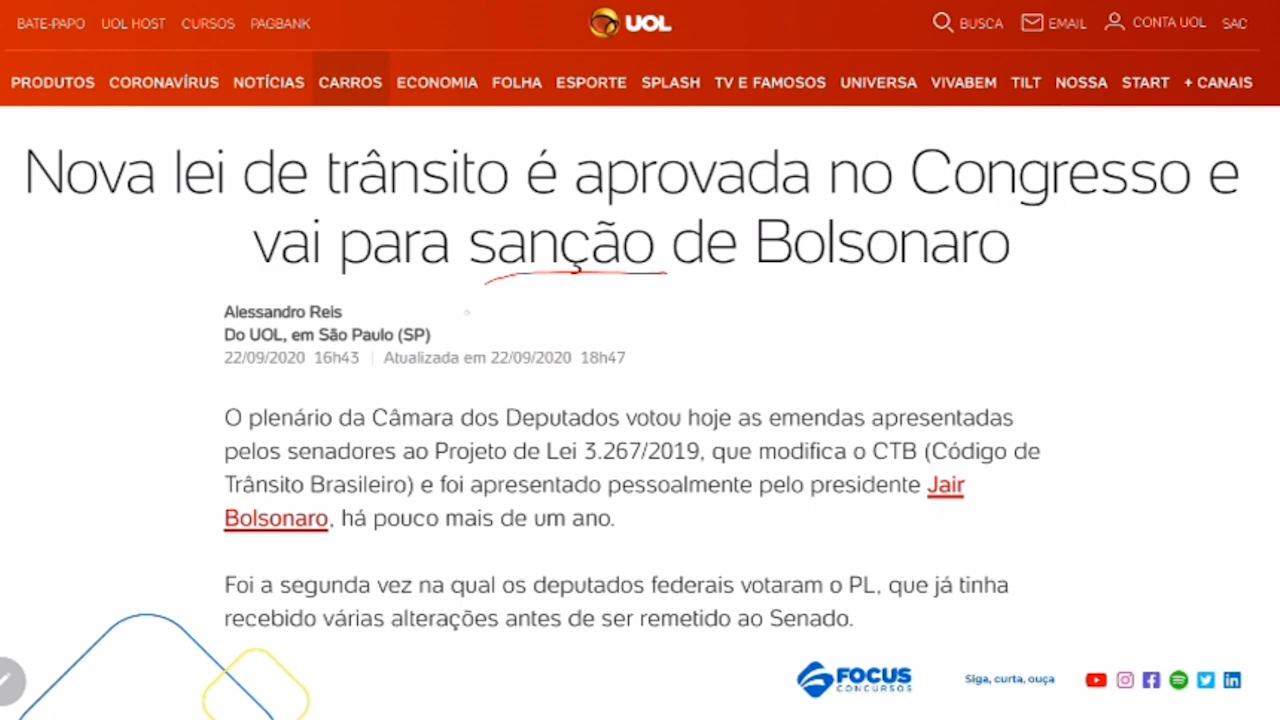 BATE-PAPO UOL HOST CURSOS PAGBANK UOL BUSCA EMAIL CONTA UOL SAC
PRODUTOS CORONAVÍRUS NOTÍCIAS CARROS ECONOMIA FOLHA ESPORTE SPLASH TV E FAMOSOS UNIVERSA VIVABEM TILT NOSSA START + CANAIS
Nova lei de trânsito é aprovada no Congresso e
vai para sanção de Bolsonaro
Alessandro Reis
Do UOL, em São Paulo (SP)
22/09/2020 16h43 | Atualizada em 22/09/2020 18h47
O plenário da Câmara dos Deputados votou hoje as emendas apresentadas
pelos senadores ao Projeto de Lei 3.267/2019, que modifica o CTB (Código de
Trânsito Brasileiro) e foi apresentado pessoalmente pelo presidente Jair
Bolsonaro, há pouco mais de um ano.
Foi a segunda vez na qual os deputados federais votaram o PL, que já tinha
recebido várias alterações antes de ser remetido ao Senado.
FOCUS
CONCURSOS
Siga, curta, ouça